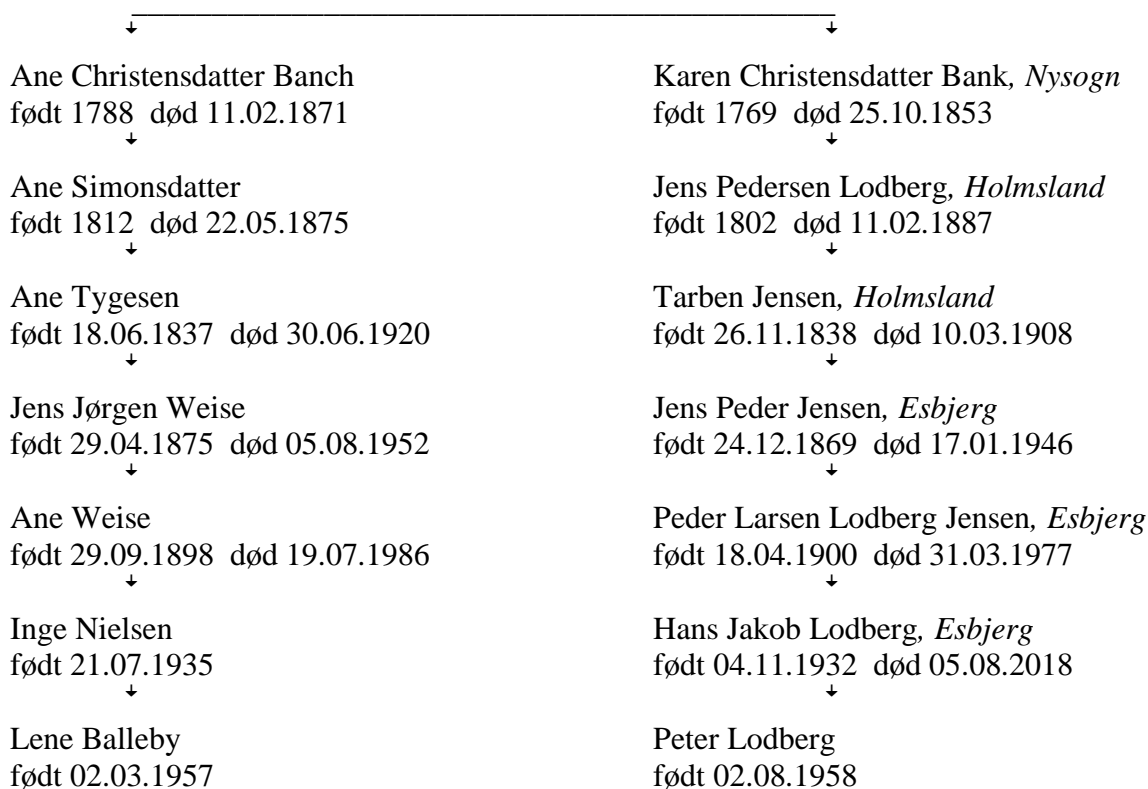 Ane Christensdatter Banch
født 1788 død 11.02.1871
Ane Simonsdatter
født 1812 død 22.05.1875
Ane Tygesen
født 18.06.1837 død 30.06.1920
Jens Jørgen Weise
født 29.04.1875 død 05.08.1952
Ane Weise
født 29.09.1898 død 19.07.1986
Inge Nielsen
født 21.07.1935
Lene Balleby
født 02.03.1957
Karen Christensdatter Bank, Nysogn
født 1769 død 25.10.1853
Jens Pedersen Lodberg, Holmsland
født 1802 død 11.02.1887
Tarben Jensen, Holmsland
født 26.11.1838 død 10.03.1908
Jens Peder Jensen, Esbjerg
født 24.12.1869 død 17.01.1946
Peder Larsen Lodberg Jensen, Esbjerg
født 18.04.1900 død 31.03.1977
Hans Jakob Lodberg, Esbjerg
født 04.11.1932 død 05.08.2018
Peter Lodberg
født 02.08.1958